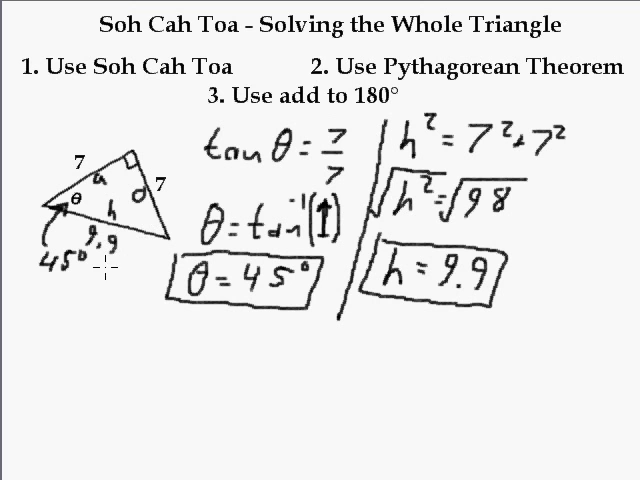 Soh Cah Toa - Solving the Whole Triangle
1. Use Soh Cah Toa 2. Use Pythagorean Theorem
3. Use add to 180°
7
a
7
o
θ
h
9.9
45°
tan θ = 7/7
θ = tan⁻¹(1)
θ = 45°
h² = 7² + 7²
√h² = √98
h = 9.9